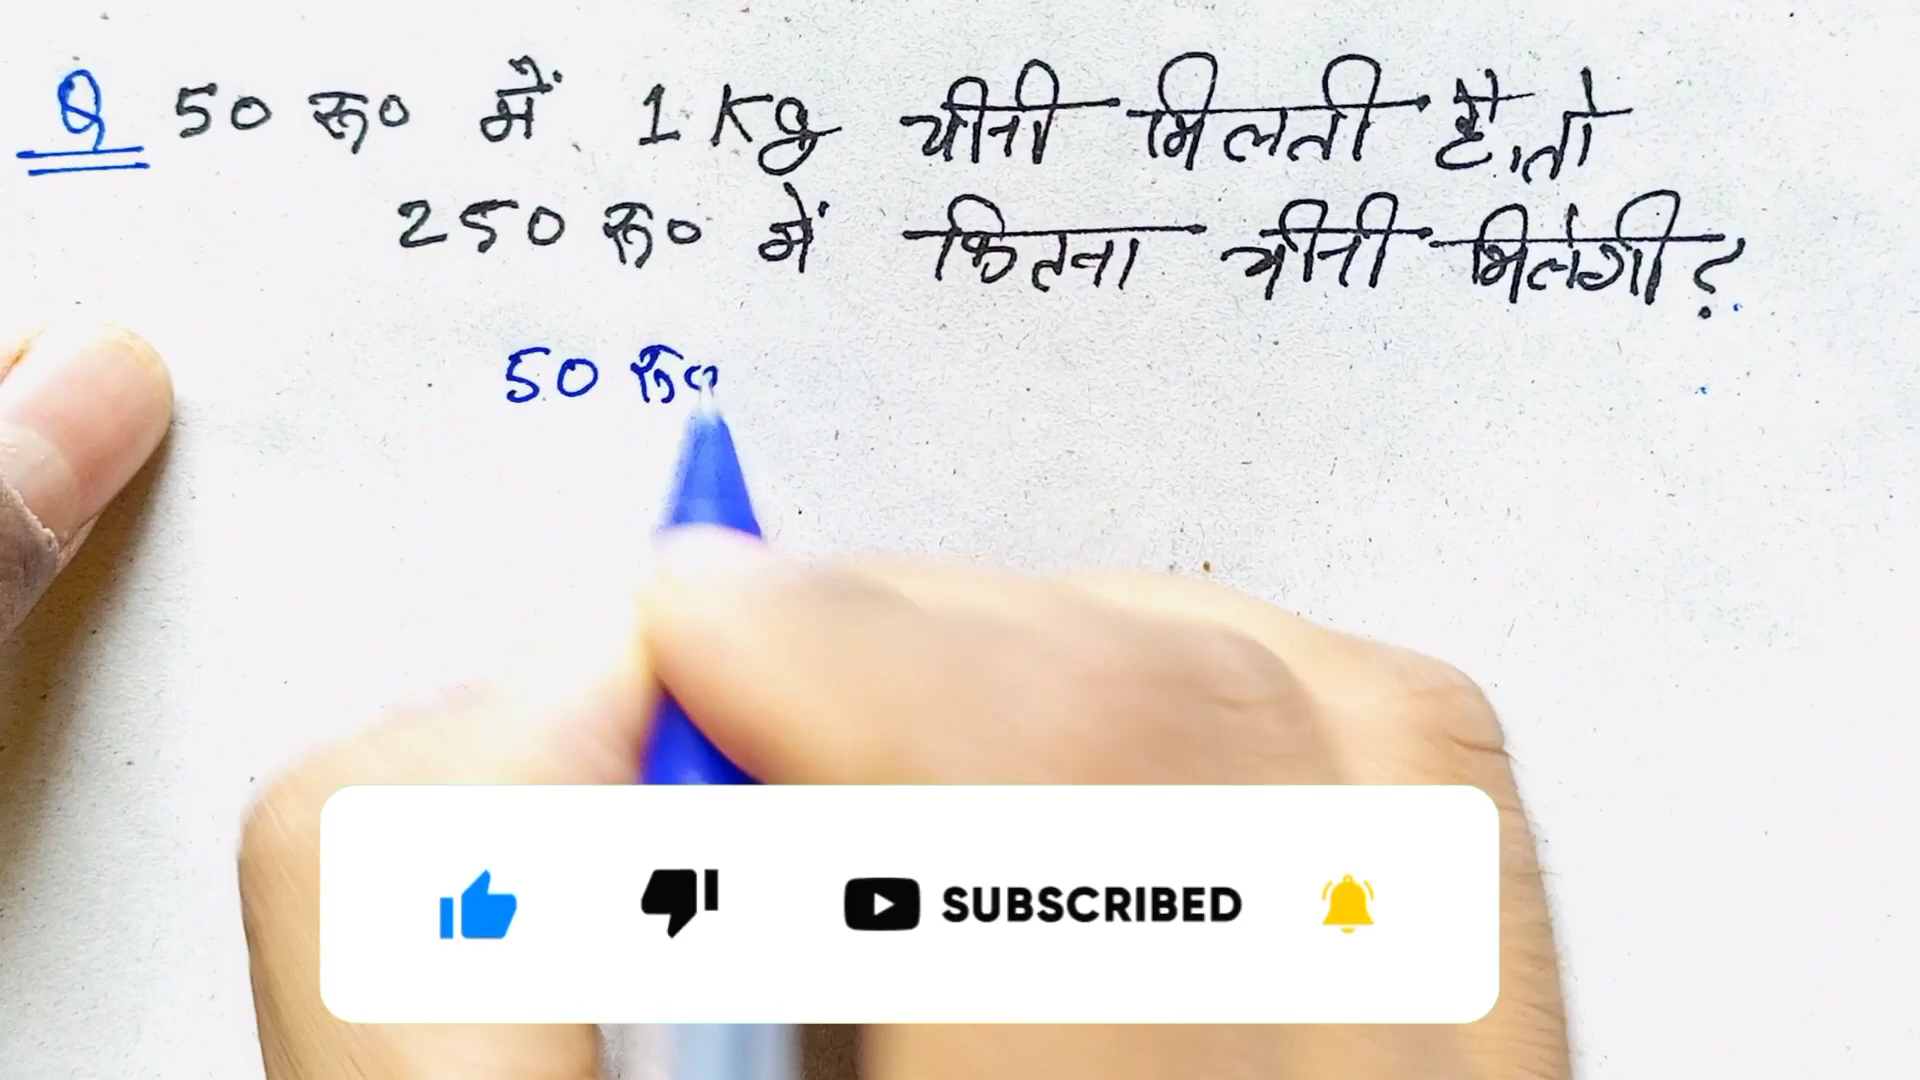 Q 50 रू० में 1 Kg चीनी मिलती है, तो
250 रू० में कितना चीनी मिलेगी?
50 रू०
SUBSCRIBED